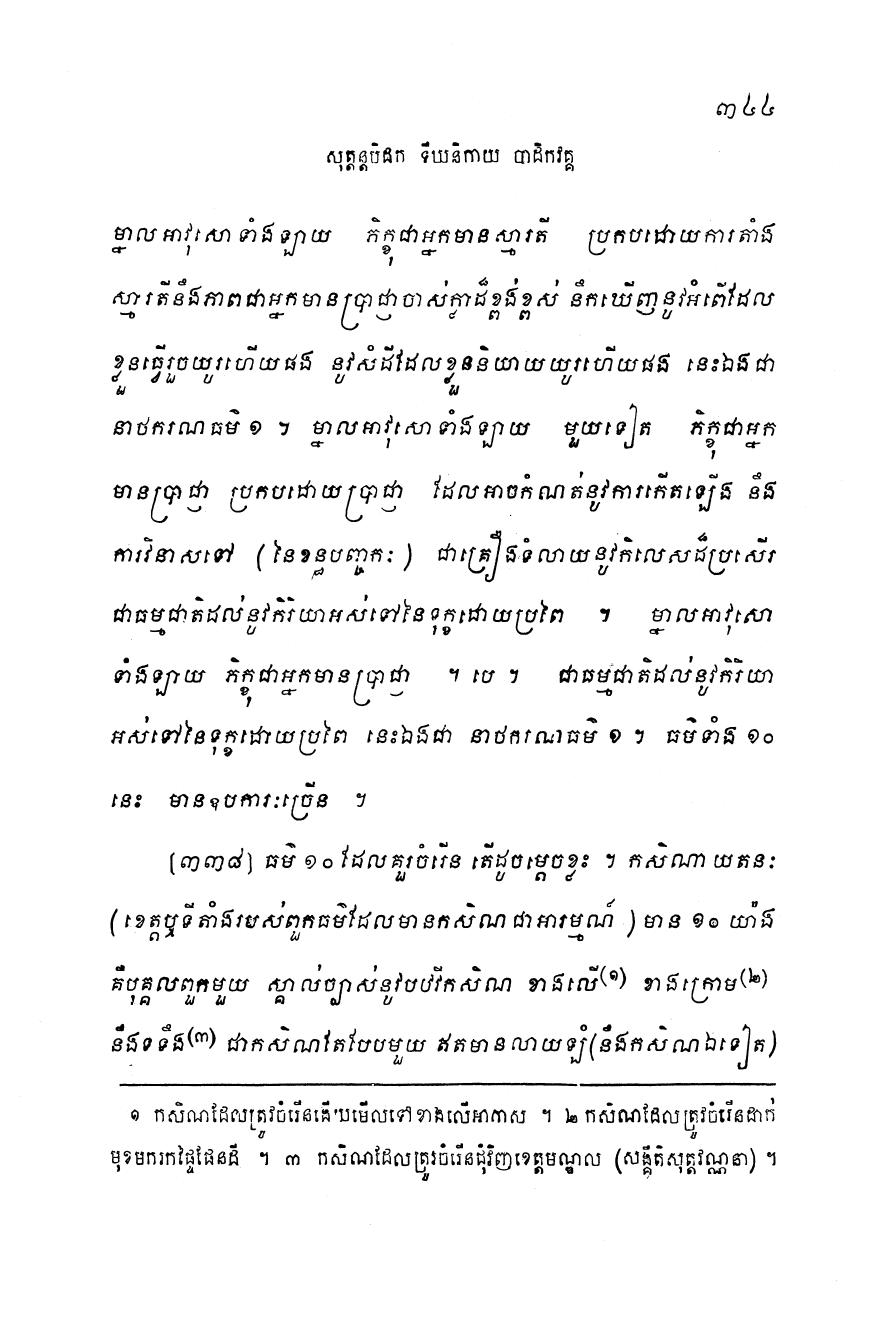 ៣៤៤
សុត្តន្តបិដក ទីឃនិកាយ បាដិកវគ្គ
ម្នាលអាវុសោទាំងឡាយ ភិក្ខុជាអ្នកមានស្មារតី ប្រកបដោយការតាំង
ស្មារតីនឹងភាពជាអ្នកមានប្រាជ្ញាចាស់ក្លាដ៏ខ្ពង់ខ្ពស់ នឹកឃើញនូវអំពើដែល
ខ្លួនធ្វើរួចយូរហើយផង នូវសំដីដែលខ្លួននិយាយយូរហើយផង នេះឯងជា
នាថករណធម៌ ១ ។ ម្នាលអាវុសោទាំងឡាយ មួយទៀត ភិក្ខុជាអ្នក
មានប្រាជ្ញា ប្រកបដោយប្រាជ្ញា ដែលអាចកំណត់នូវការកើតឡើង នឹង
ការវិនាសទៅ (នៃខន្ធបញ្ចកៈ) ជាគ្រឿងទំលាយនូវកិលេសដ៏ប្រសើរ
ជាធម្មជាតិដល់នូវកិរិយាអស់ទៅនៃទុក្ខដោយប្រពៃ ។ ម្នាលអាវុសោ
ទាំងឡាយ ភិក្ខុជាអ្នកមានប្រាជ្ញា ។ បេ ។ ជាធម្មជាតិដល់នូវកិរិយា
អស់ទៅនៃទុក្ខដោយប្រពៃ នេះឯងជា នាថករណធម៌ ១ ។ ធម៌ទាំង ១០
នេះ មានឧបការៈច្រើន ។
[៣៣៨] ធម៌ ១០ ដែលគួរចំរើន តើដូចម្តេចខ្លះ ។ កសិណាយតនៈ
(ខេត្តឬទីតាំងរបស់ពួកធម៌ដែលមានកសិណជាអារម្មណ៍) មាន ១០ យ៉ាង
គឺបុគ្គលពួកមួយ ស្គាល់ច្បាស់នូវបឋវីកសិណ ខាងលើ(១) ខាងក្រោម(២)
នឹងទទឹង(៣) ជាកសិណតែបែបមួយ ឥតមានលាយឡំ(នឹងកសិណឯទៀត)
១ កសិណដែលត្រូវចំរើនងើបមើលទៅខាងលើអាកាស ។ ២ កសិណដែលត្រូវចំរើនដាក់
មុខមករកផ្ទៃផែនដី ។ ៣ កសិណដែលត្រូវចំរើនជុំវិញខេត្តមណ្ឌល (សង្គីតិសុត្តវណ្ណនា) ។